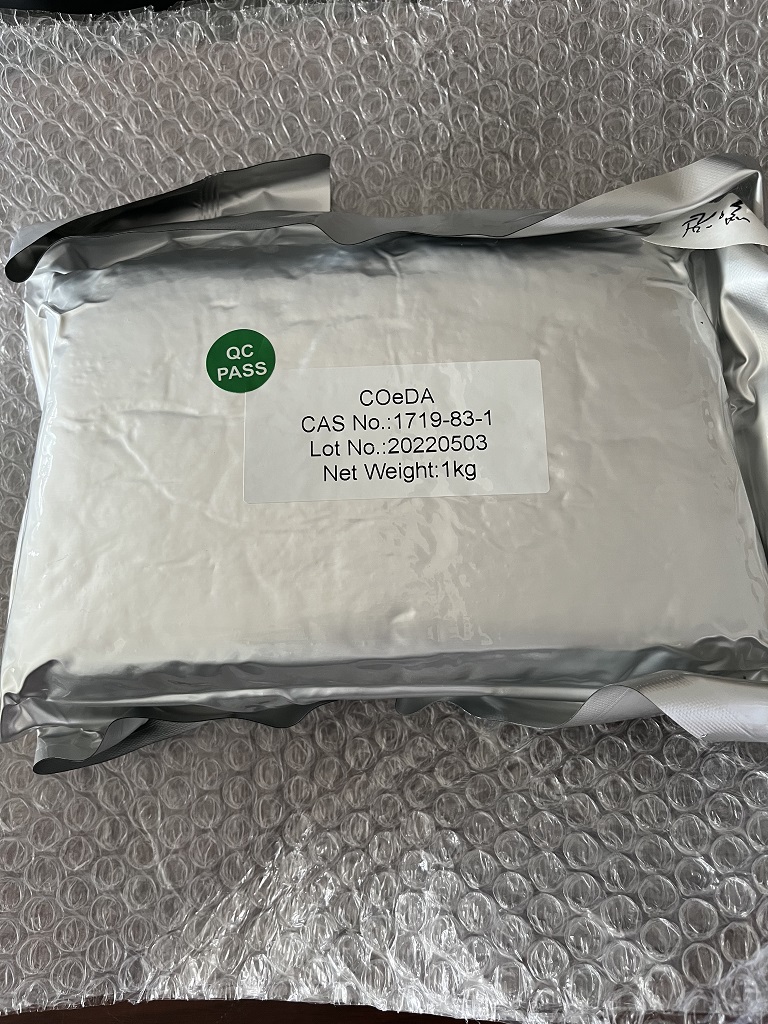 QC
PASS
COeDA
CAS No.:1719-83-1
Lot No.:20220503
Net Weight:1kg